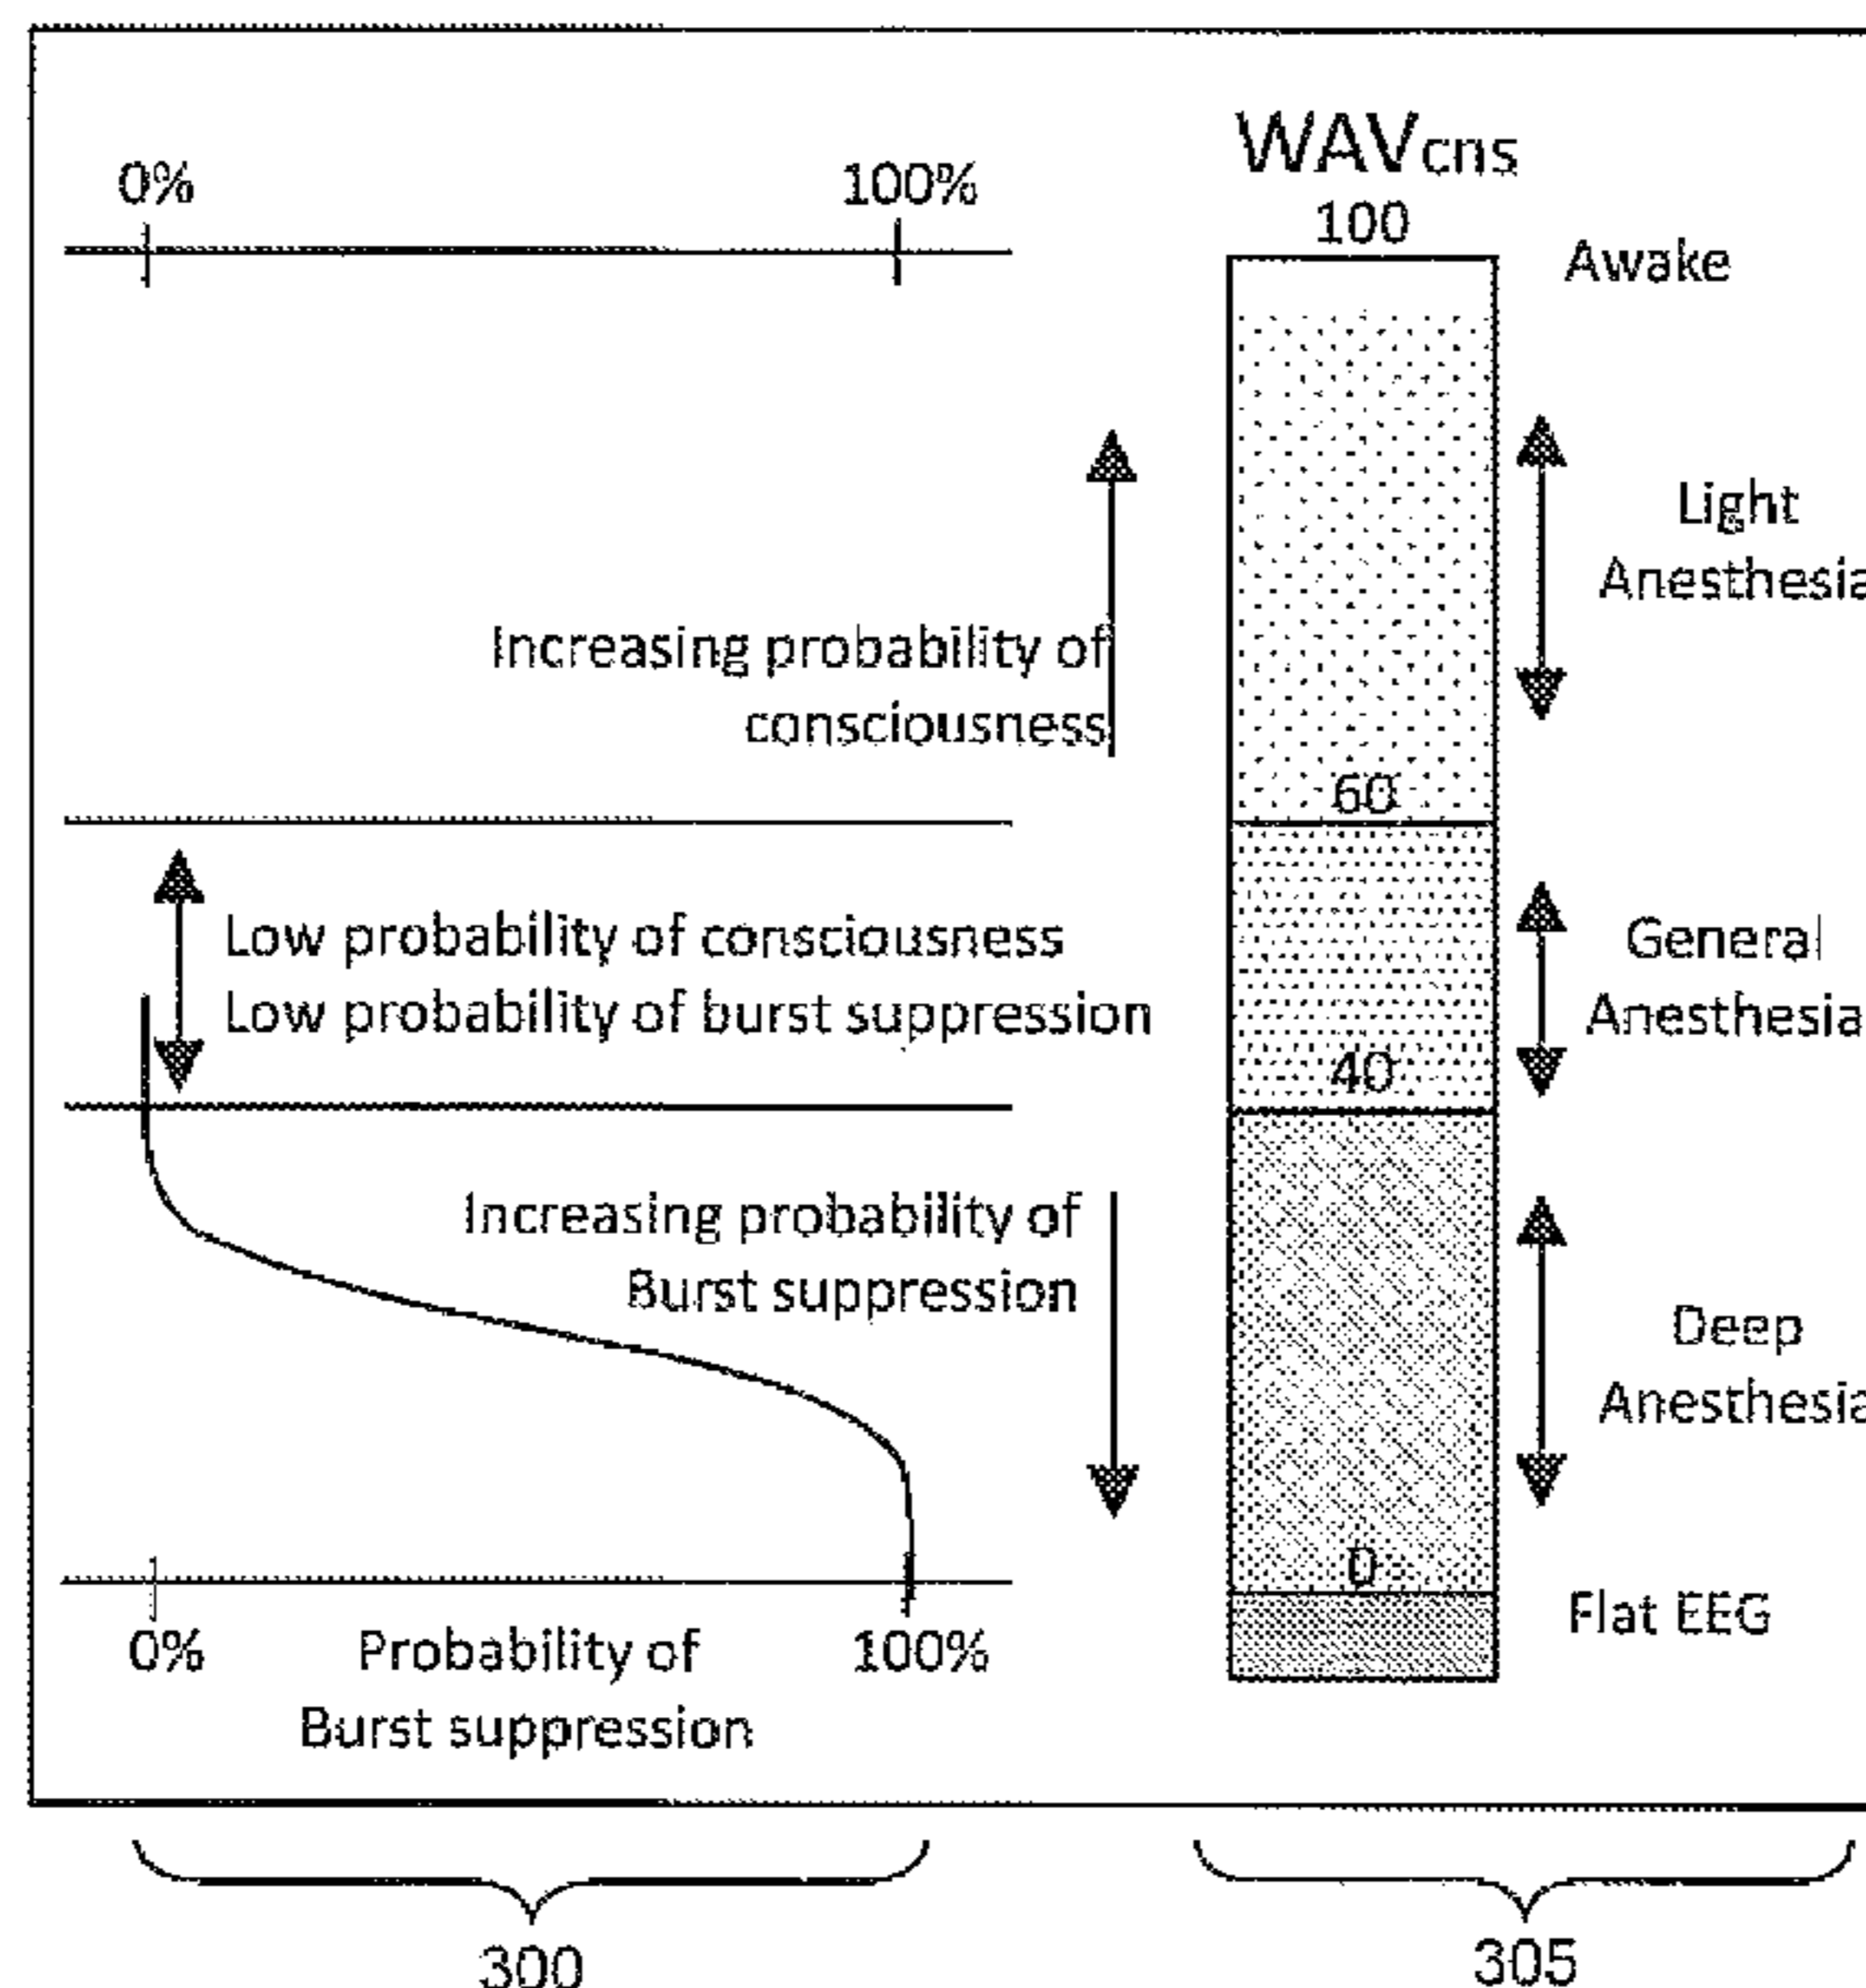 WAVcns
0%
100%
100
Awake
Light
Anesthesia
Increasing probability of
consciousness
60
Low probability of consciousness
Low probability of burst suppression
General
Anesthesia
40
Increasing probability of
Burst suppression
Deep
Anesthesia
0
Flat EEG
0%
Probability of
Burst suppression
100%
300
305